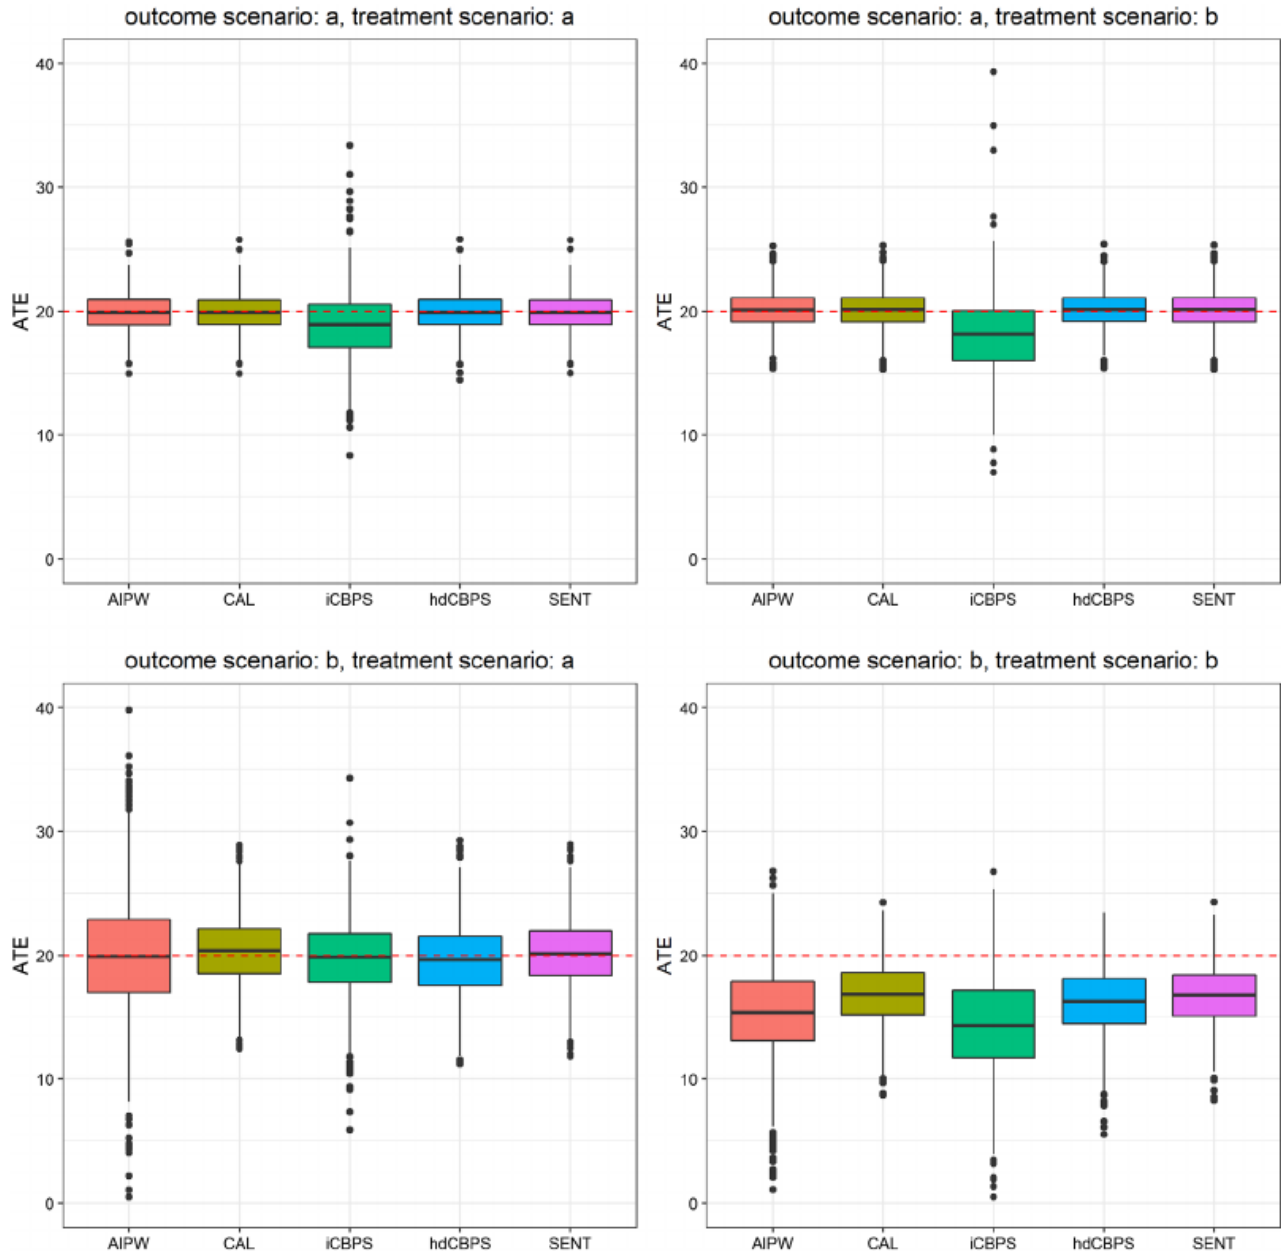 outcome scenario: a, treatment scenario: a
40
30
20
10
0
ATE
AIPW CAL iCBPS hdCBPS SENT
outcome scenario: a, treatment scenario: b
40
30
20
10
0
ATE
AIPW CAL iCBPS hdCBPS SENT
outcome scenario: b, treatment scenario: a
40
30
20
10
0
ATE
AIPW CAL iCBPS hdCBPS SENT
outcome scenario: b, treatment scenario: b
40
30
20
10
0
ATE
AIPW CAL iCBPS hdCBPS SENT